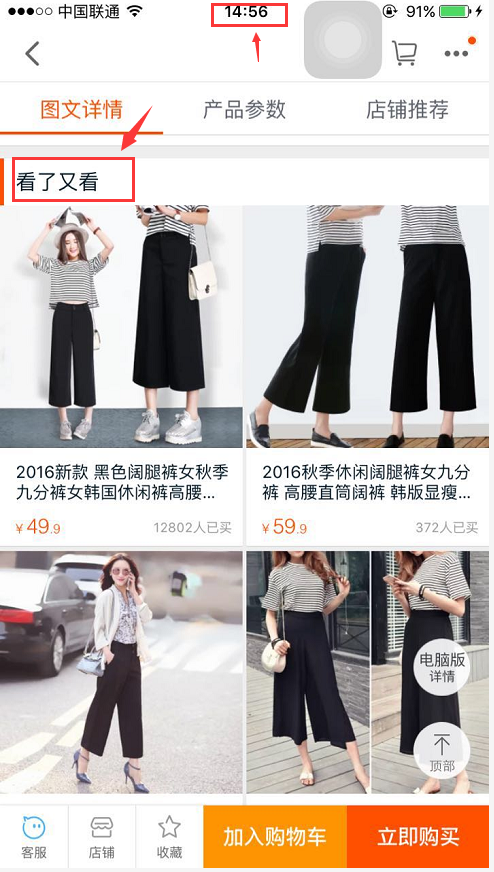 中国联通 14:56 91%
图文详情 产品参数 店铺推荐
看了又看
2016新款 黑色阔腿裤女秋季
九分裤女韩国休闲裤高腰...
¥49.9 12802人已买
2016秋季休闲阔腿裤女九分
裤 高腰直筒阔裤 韩版显瘦...
¥59.9 372人已买
电脑版
详情
顶部
客服 店铺 收藏 加入购物车 立即购买